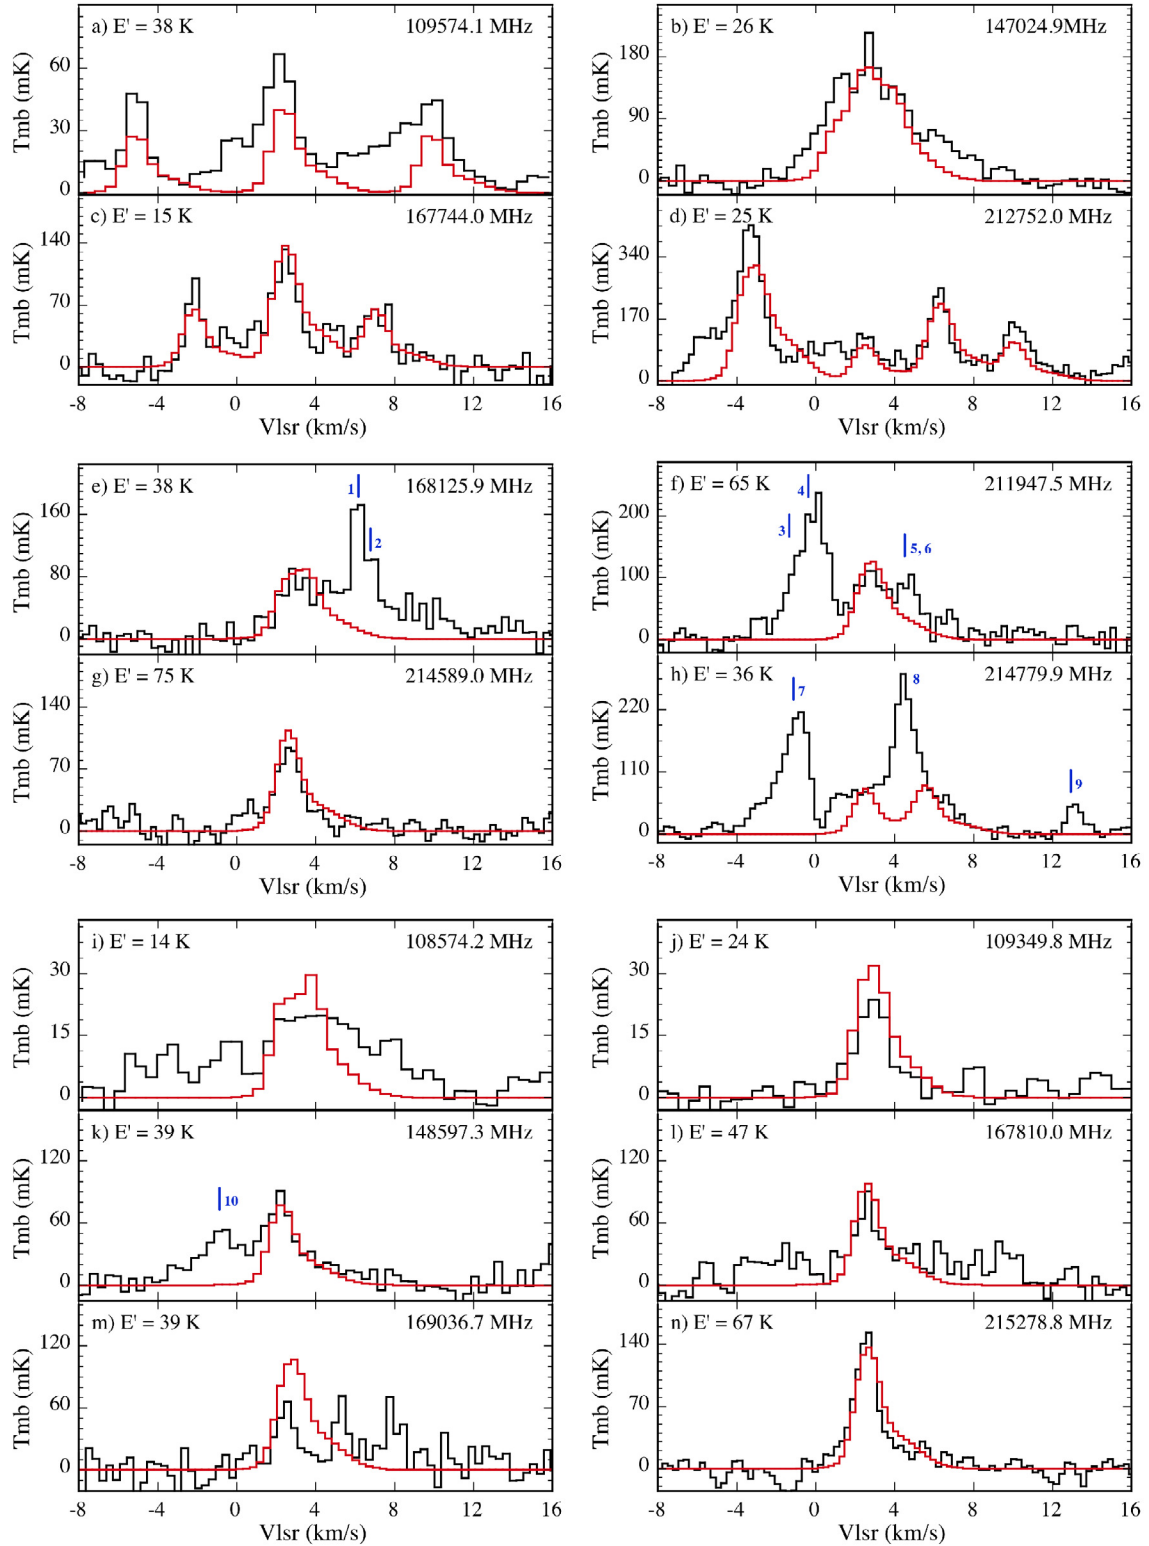 a) E' = 38 K 109574.1 MHz
Tmb (mK)
60
30
0
b) E' = 26 K 147024.9MHz
Tmb (mK)
180
90
0
c) E' = 15 K 167744.0 MHz
Tmb (mK)
140
70
0
-8 -4 0 4 8 12 16
Vlsr (km/s)
d) E' = 25 K 212752.0 MHz
Tmb (mK)
340
170
0
-8 -4 0 4 8 12 16
Vlsr (km/s)
e) E' = 38 K 168125.9 MHz
Tmb (mK)
160
80
0
1
2
f) E' = 65 K 211947.5 MHz
Tmb (mK)
200
100
0
4
3
5, 6
g) E' = 75 K 214589.0 MHz
Tmb (mK)
140
70
0
-8 -4 0 4 8 12 16
Vlsr (km/s)
h) E' = 36 K 214779.9 MHz
Tmb (mK)
220
110
0
7
8
9
-8 -4 0 4 8 12 16
Vlsr (km/s)
i) E' = 14 K 108574.2 MHz
Tmb (mK)
30
15
0
j) E' = 24 K 109349.8 MHz
Tmb (mK)
30
15
0
k) E' = 39 K 148597.3 MHz
Tmb (mK)
120
60
0
10
l) E' = 47 K 167810.0 MHz
Tmb (mK)
120
60
0
m) E' = 39 K 169036.7 MHz
Tmb (mK)
120
60
0
-8 -4 0 4 8 12 16
Vlsr (km/s)
n) E' = 67 K 215278.8 MHz
Tmb (mK)
140
70
0
-8 -4 0 4 8 12 16
Vlsr (km/s)